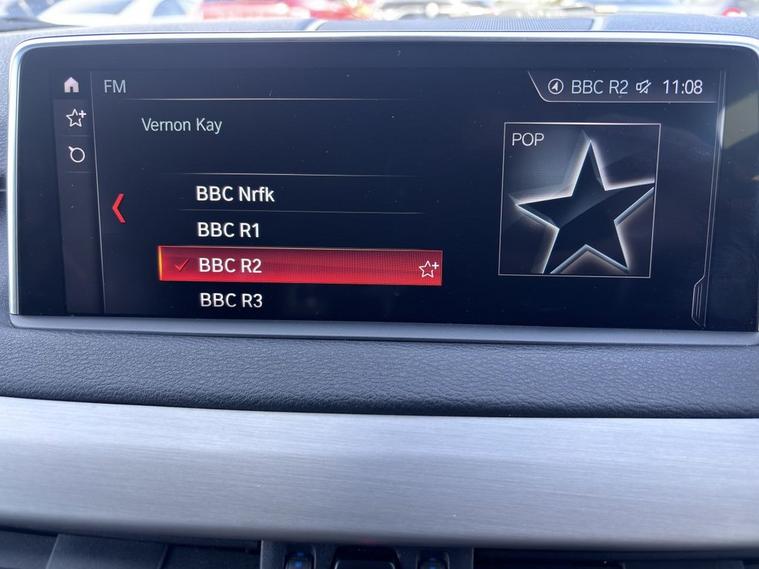 FM
BBC R2 11:08
Vernon Kay
POP
BBC Nrfk
BBC R1
BBC R2
BBC R3